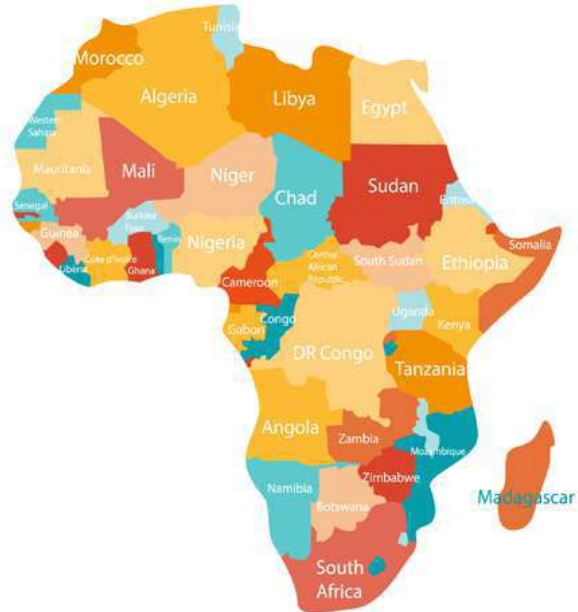 Tunisia
Morocco
Algeria
Libya
Egypt
Western
Sahara
Mauritania
Mali
Niger
Chad
Sudan
Eritrea
Senegal
Burkina
Faso
Guinea
Benin
Nigeria
Cote d'Ivoire
Liberia
Ghana
Cameroon
Central
African
Republic
South Sudan
Ethiopia
Somalia
Gabon
Congo
Uganda
Kenya
DR Congo
Tanzania
Angola
Zambia
Mozambique
Zimbabwe
Namibia
Botswana
Madagascar
South
Africa